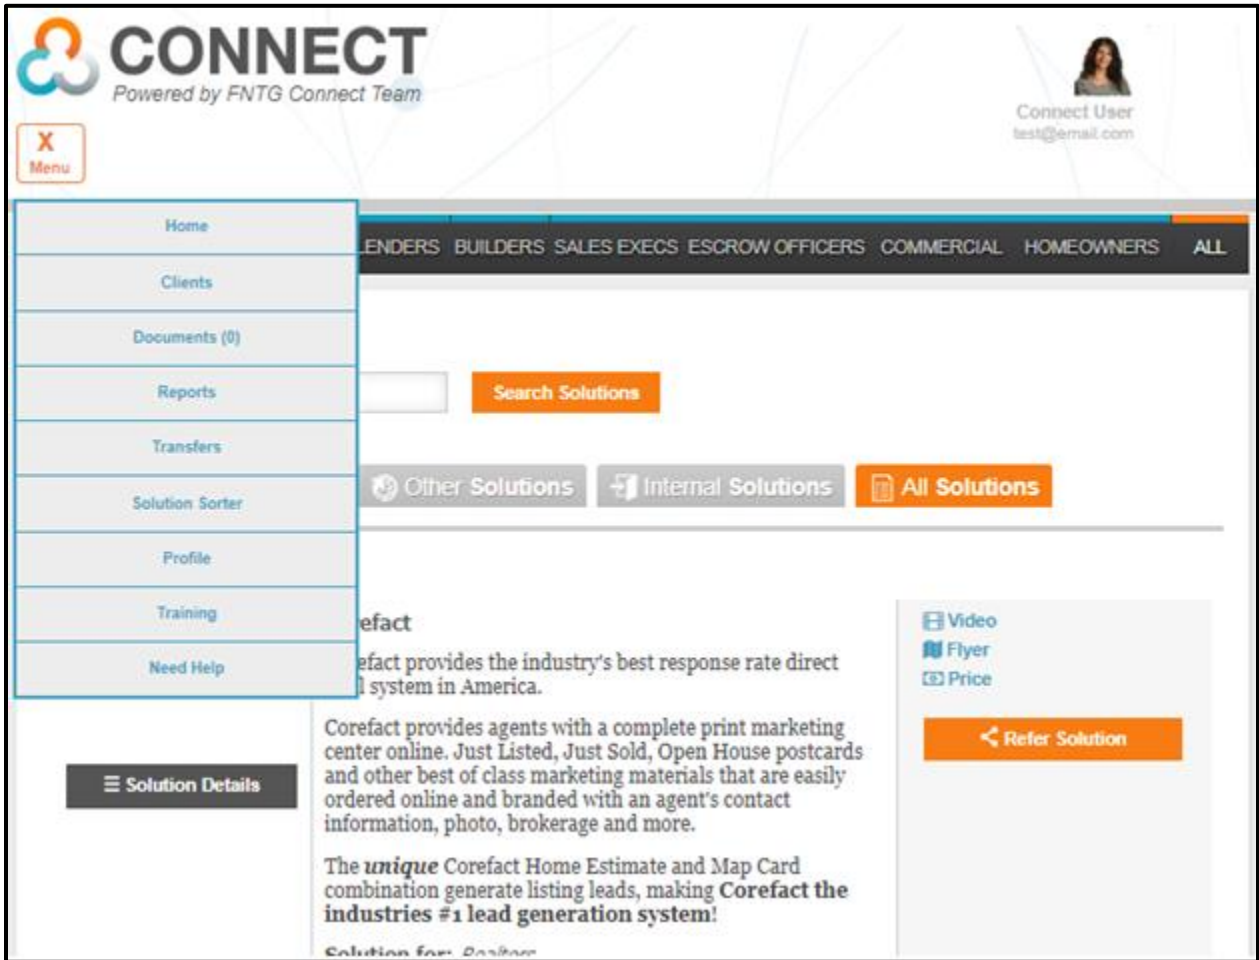 CONNECT
Powered by FNTG Connect Team
Connect User
test@email.com
X
Menu
Home
Clients
Documents (0)
Reports
Transfers
Solution Sorter
Profile
Training
Need Help
LENDERS BUILDERS SALES EXECS ESCROW OFFICERS COMMERCIAL HOMEOWNERS ALL
Search Solutions
Other Solutions
Internal Solutions
All Solutions
efact
efact provides the industry's best response rate direct
l system in America.
Corefact provides agents with a complete print marketing
center online. Just Listed, Just Sold, Open House postcards
and other best of class marketing materials that are easily
ordered online and branded with an agent's contact
information, photo, brokerage and more.
The unique Corefact Home Estimate and Map Card
combination generate listing leads, making Corefact the
industries #1 lead generation system!
Solution for: Realtors
Solution Details
Video
Flyer
Price
Refer Solution